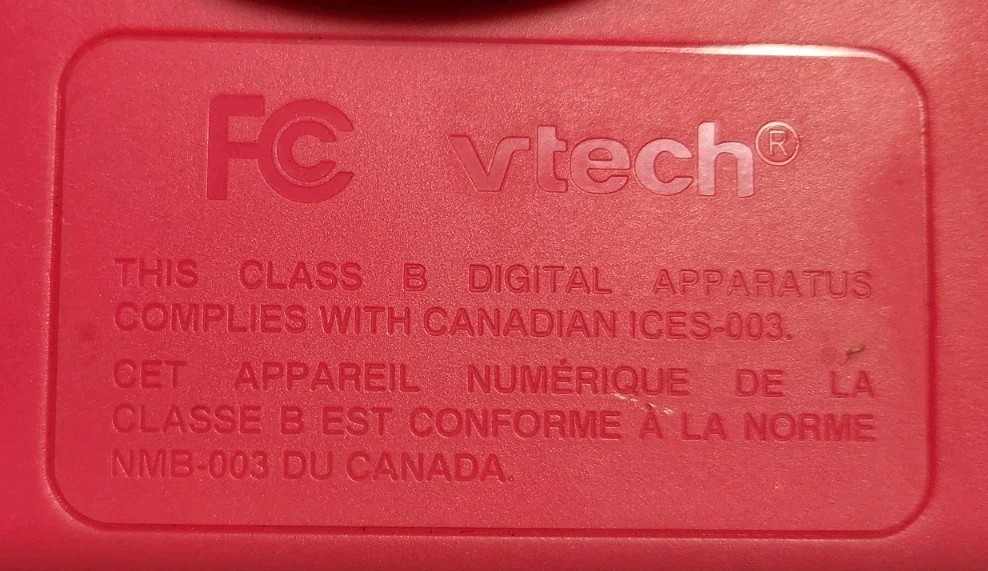 FC vtech®
THIS CLASS B DIGITAL APPARATUS
COMPLIES WITH CANADIAN ICES-003.
CET APPAREIL NUMÉRIQUE DE LA
CLASSE B EST CONFORME À LA NORME
NMB-003 DU CANADA.